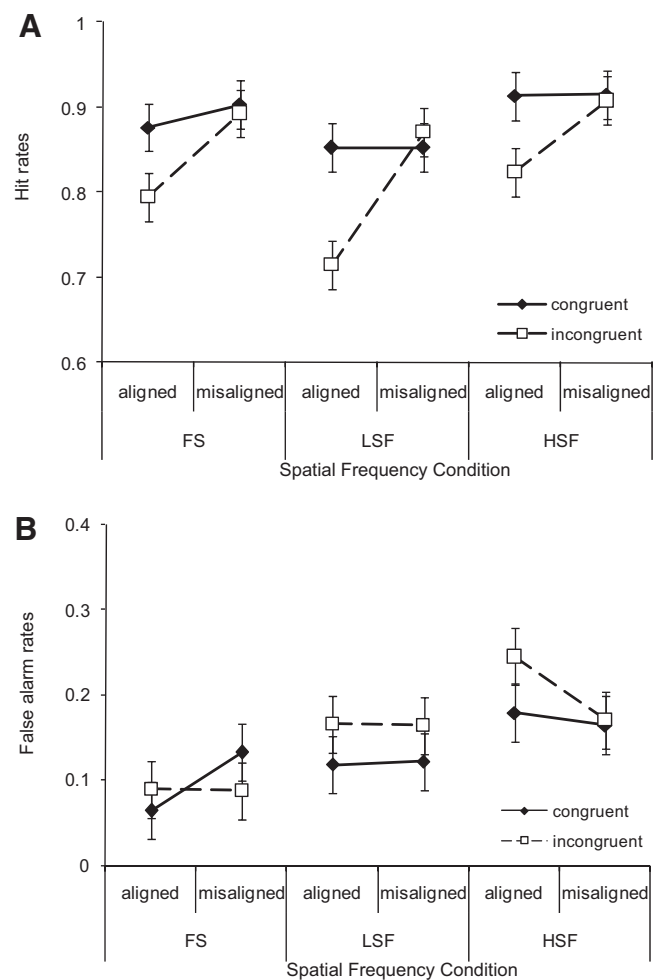 A
1
0.9
0.8
0.7
0.6
Hit rates
congruent
incongruent
aligned misaligned aligned misaligned aligned misaligned
FS LSF HSF
Spatial Frequency Condition
B
0.4
0.3
0.2
0.1
0
False alarm rates
congruent
incongruent
aligned misaligned aligned misaligned aligned misaligned
FS LSF HSF
Spatial Frequency Condition